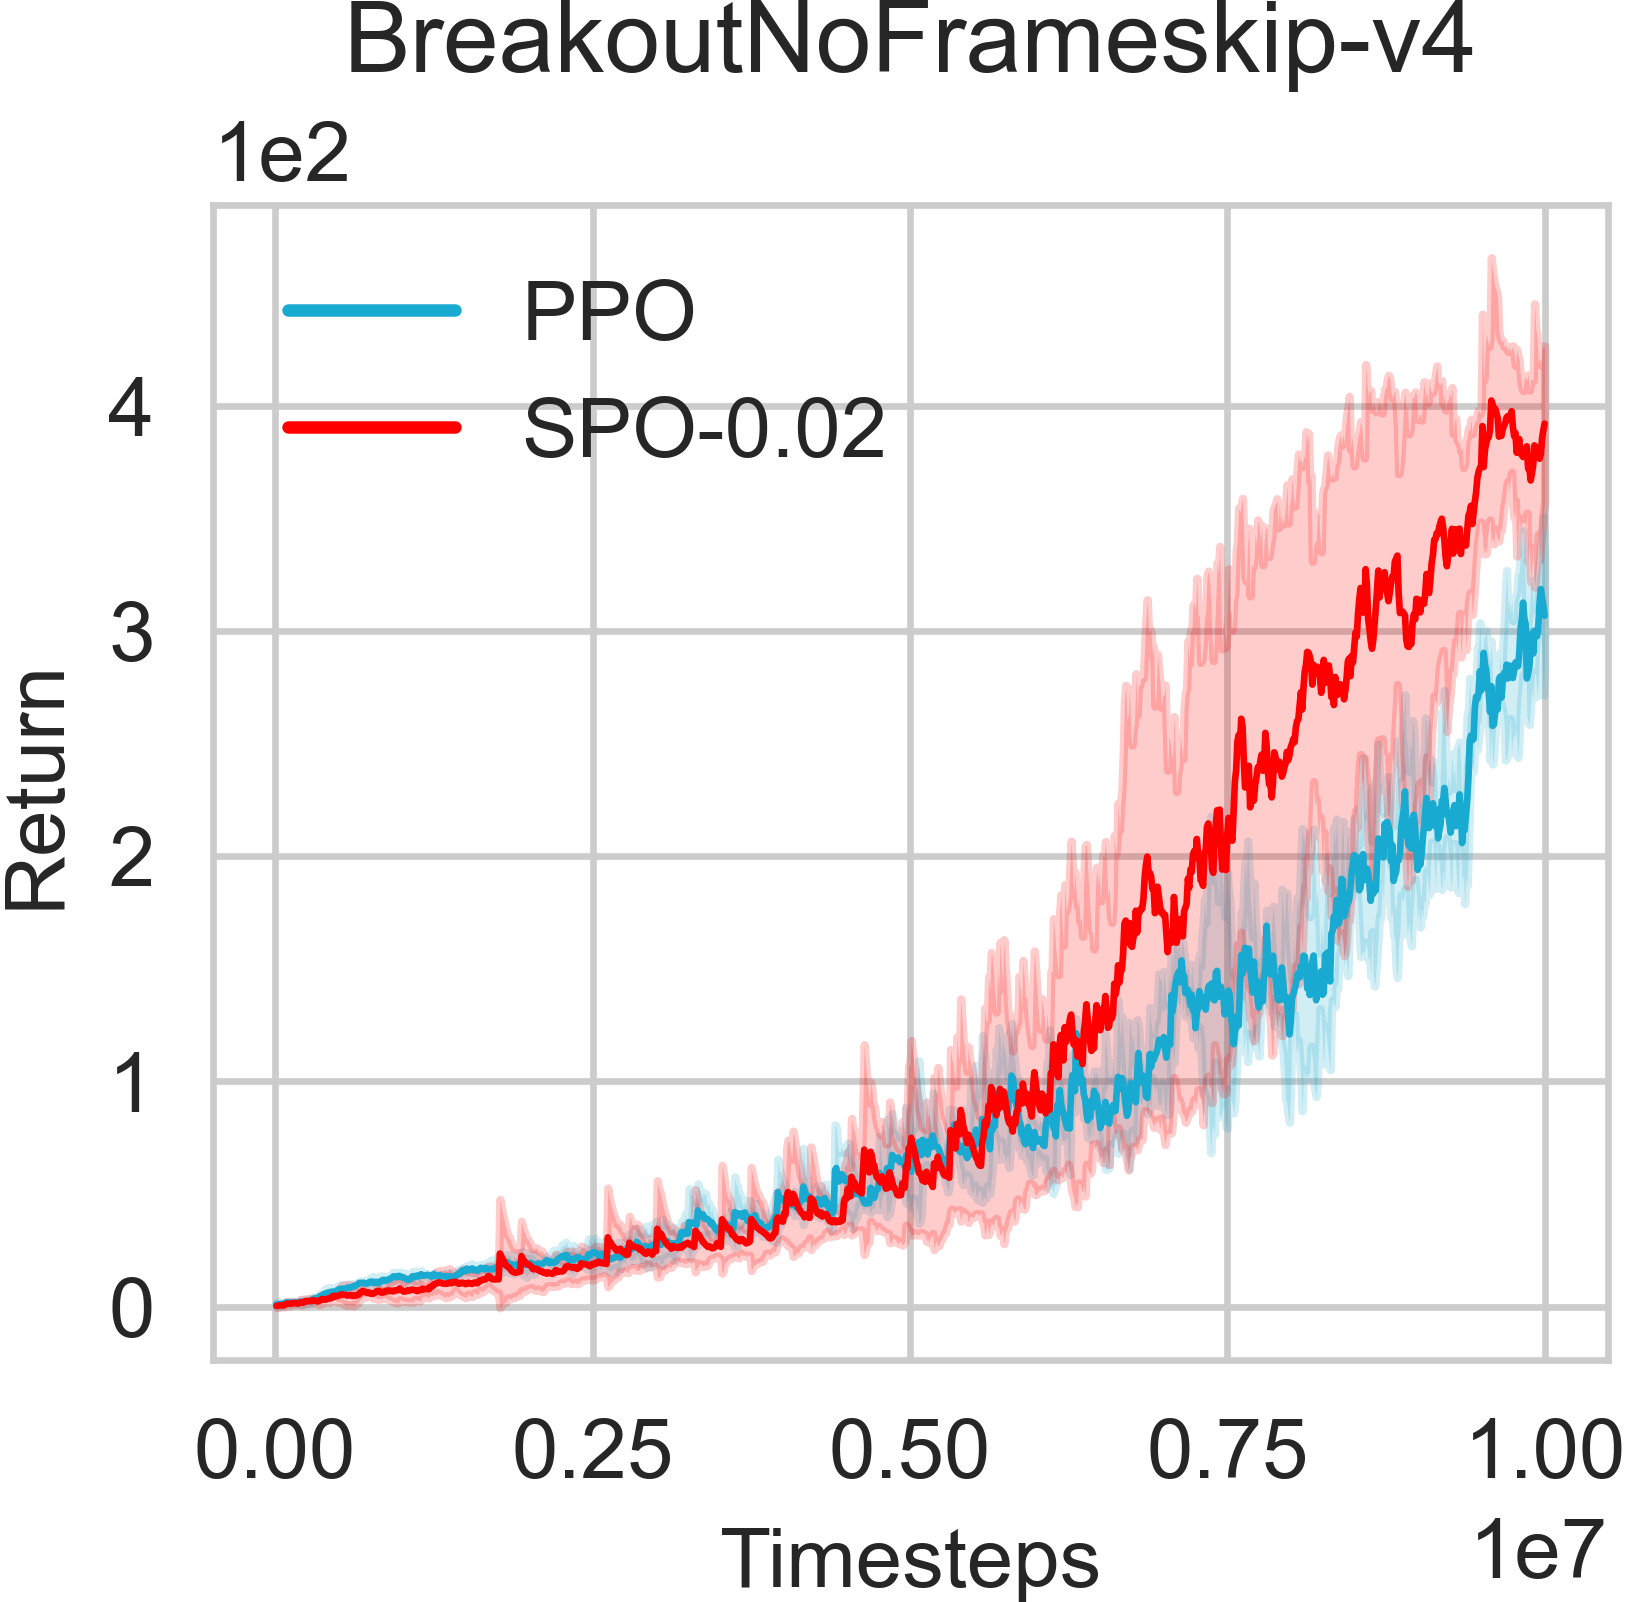 BreakoutNoFrameskip-v4
1e2
PPO
SPO-0.02
4
3
2
1
0
Return
0.00 0.25 0.50 0.75 1.00
Timesteps
1e7